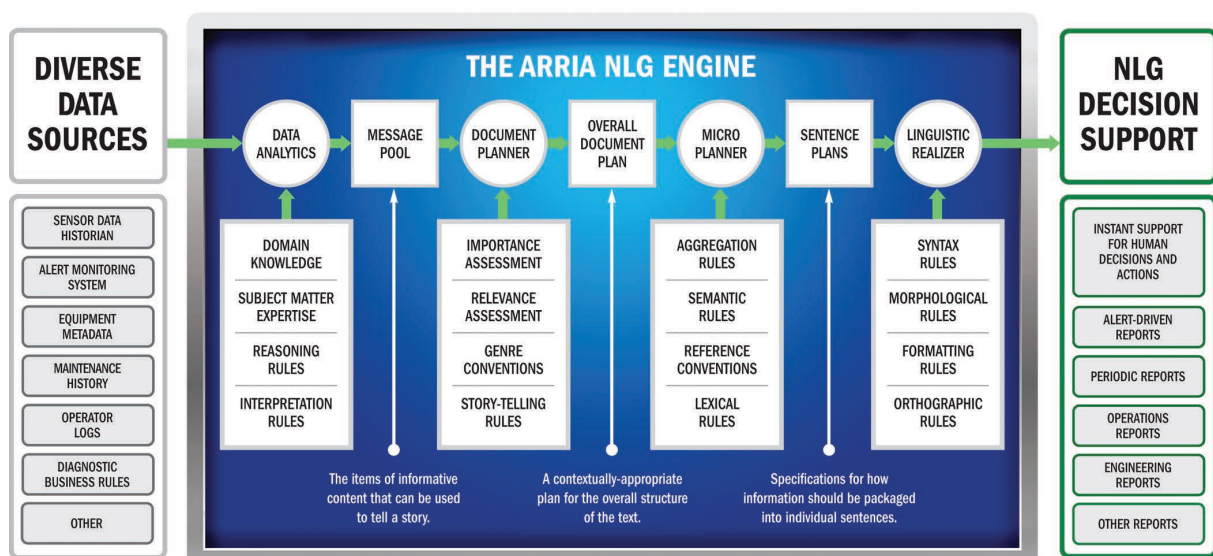 DIVERSE
DATA
SOURCES
SENSOR DATA
HISTORIAN
ALERT MONITORING
SYSTEM
EQUIPMENT
METADATA
MAINTENANCE
HISTORY
OPERATOR
LOGS
DIAGNOSTIC
BUSINESS RULES
OTHER
THE ARRIA NLG ENGINE
DATA
ANALYTICS
MESSAGE
POOL
DOCUMENT
PLANNER
OVERALL
DOCUMENT
PLAN
MICRO
PLANNER
SENTENCE
PLANS
LINGUISTIC
REALIZER
DOMAIN
KNOWLEDGE
SUBJECT MATTER
EXPERTISE
REASONING
RULES
INTERPRETATION
RULES
IMPORTANCE
ASSESSMENT
RELEVANCE
ASSESSMENT
GENRE
CONVENTIONS
STORY-TELLING
RULES
AGGREGATION
RULES
SEMANTIC
RULES
REFERENCE
CONVENTIONS
LEXICAL
RULES
SYNTAX
RULES
MORPHOLOGICAL
RULES
FORMATTING
RULES
ORTHOGRAPHIC
RULES
The items of informative
content that can be used
to tell a story.
A contextually-appropriate
plan for the overall structure
of the text.
Specifications for how
information should be packaged
into individual sentences.
NLG
DECISION
SUPPORT
INSTANT SUPPORT
FOR HUMAN
DECISIONS AND
ACTIONS
ALERT-DRIVEN
REPORTS
PERIODIC REPORTS
OPERATIONS
REPORTS
ENGINEERING
REPORTS
OTHER REPORTS